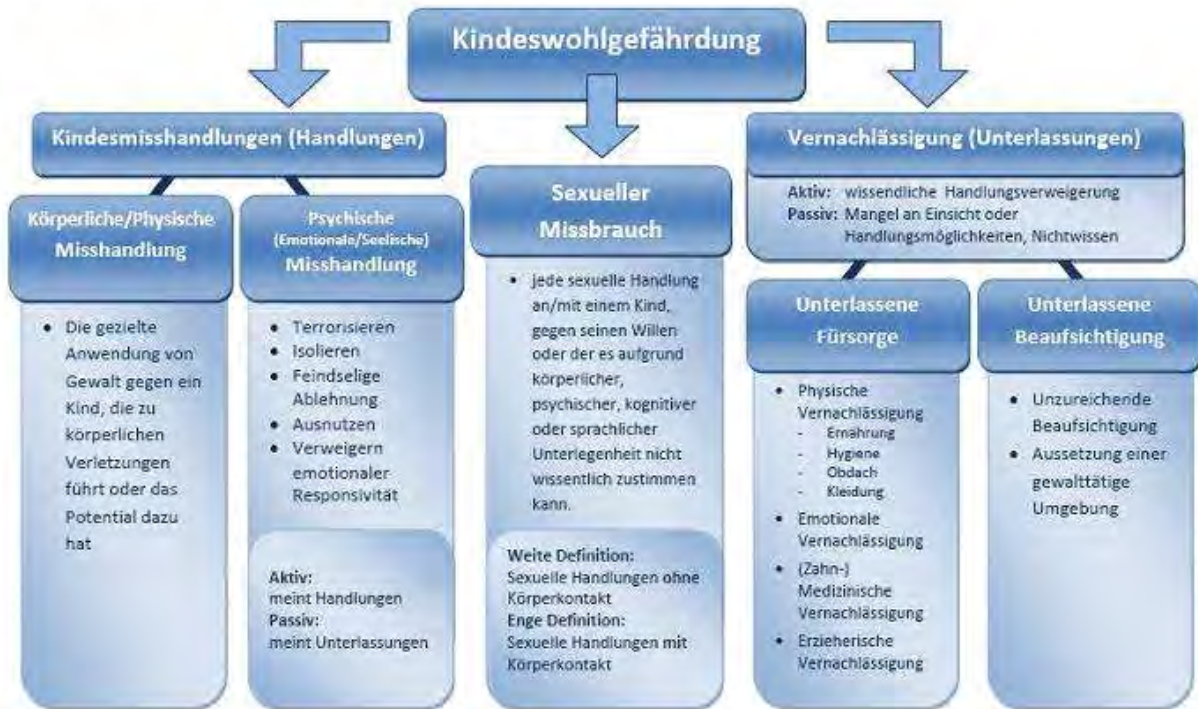 Kindeswohlgefährdung
Kindesmisshandlungen (Handlungen)
Körperliche/Physische
Misshandlung
• Die gezielte
Anwendung von
Gewalt gegen ein
Kind, die zu
körperlichen
Verletzungen
führt oder das
Potential dazu
hat
Psychische
(Emotionale/Seelische)
Misshandlung
• Terrorisieren
• Isolieren
• Feindselige
Ablehnung
• Ausnutzen
• Verweigern
emotionaler
Responsivität
Aktiv:
meint Handlungen
Passiv:
meint Unterlassungen
Sexueller
Missbrauch
• jede sexuelle Handlung
an/mit einem Kind,
gegen seinen Willen
oder der es aufgrund
körperlicher,
psychischer, kognitiver
oder sprachlicher
Unterlegenheit nicht
wissentlich zustimmen
kann.
Weite Definition:
Sexuelle Handlungen ohne
Körperkontakt
Enge Definition:
Sexuelle Handlungen mit
Körperkontakt
Vernachlässigung (Unterlassungen)
Aktiv: wissendliche Handlungsverweigerung
Passiv: Mangel an Einsicht oder
Handlungsmöglichkeiten, Nichtwissen
Unterlassene
Fürsorge
• Physische
Vernachlässigung
- Ernährung
- Hygiene
- Obdach
- Kleidung
• Emotionale
Vernachlässigung
• (Zahn-)
Medizinische
Vernachlässigung
• Erzieherische
Vernachlässigung
Unterlassene
Beaufsichtigung
• Unzureichende
Beaufsichtigung
• Aussetzung einer
gewalttätige
Umgebung